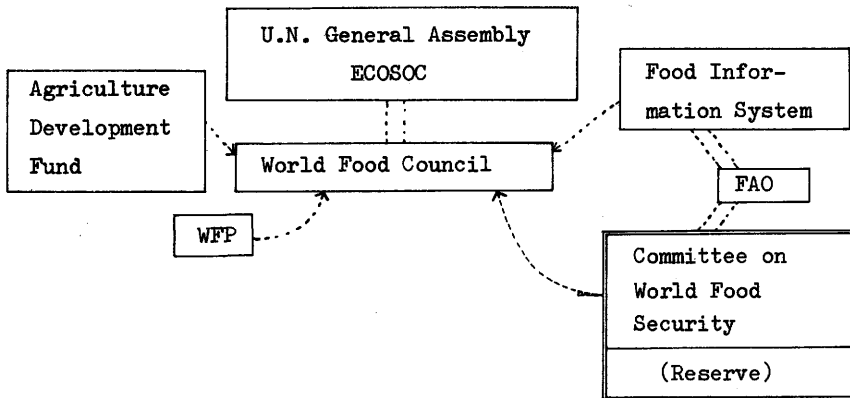 U.N. General Assembly
ECOSOC
Agriculture
Development
Fund
Food Infor-
mation System
World Food Council
FAO
WFP
Committee on
World Food
Security
(Reserve)